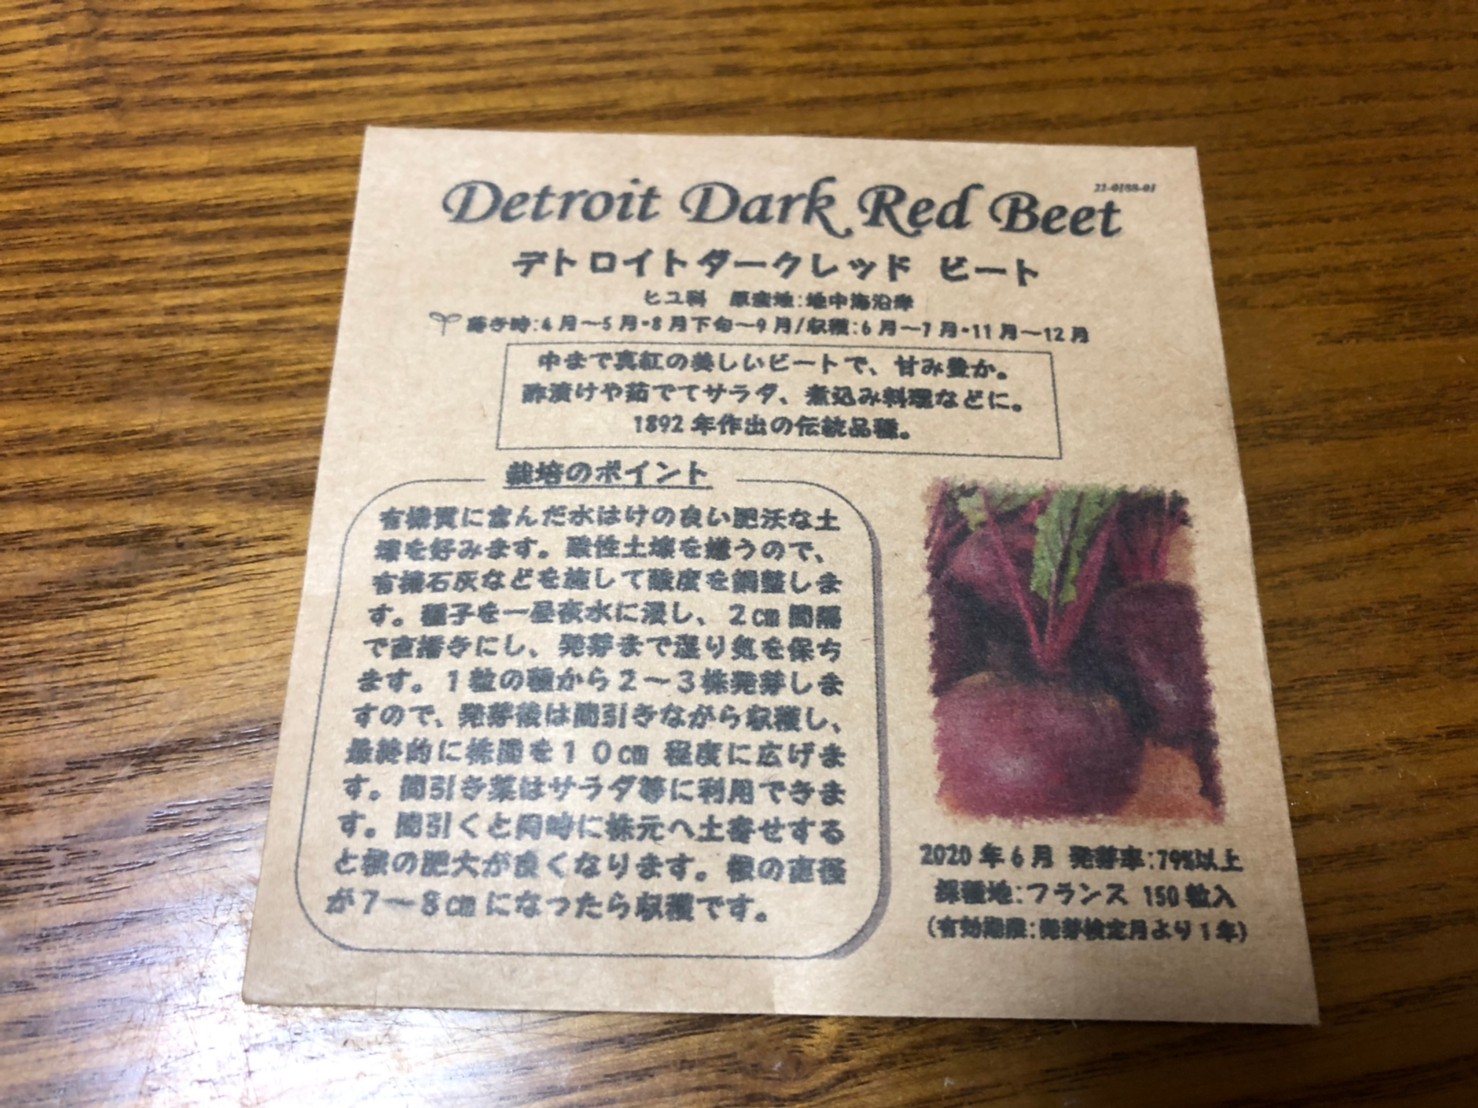 21-0188-01
Detroit Dark Red Beet
デトロイトダークレッド ビート
ヒユ科 原産地:地中海沿岸
蒔き時:4月～5月・8月下旬～9月/収穫:6月～7月・11月～12月
中まで真紅の美しいビートで、甘み豊か。
酢漬けや茹でてサラダ、煮込み料理などに。
1892年作出の伝統品種。
栽培のポイント
有機質に富んだ水はけの良い肥沃な土
壌を好みます。酸性土壌を嫌うので、
有機石灰などを施して酸度を調整しま
す。種子を一昼夜水に浸し、2cm間隔
で直播きにし、発芽まで湿り気を保ち
ます。1粒の種から2～3株発芽しま
すので、発芽後は間引きながら収穫し、
最終的に株間を10cm程度に広げま
す。間引き菜はサラダ等に利用できま
す。間引くと同時に株元へ土寄せする
と根の肥大が良くなります。根の直径
が7～8cmになったら収穫です。
2020年6月 発芽率:79%以上
採種地:フランス 150粒入
(有効期限:発芽検定月より1年)